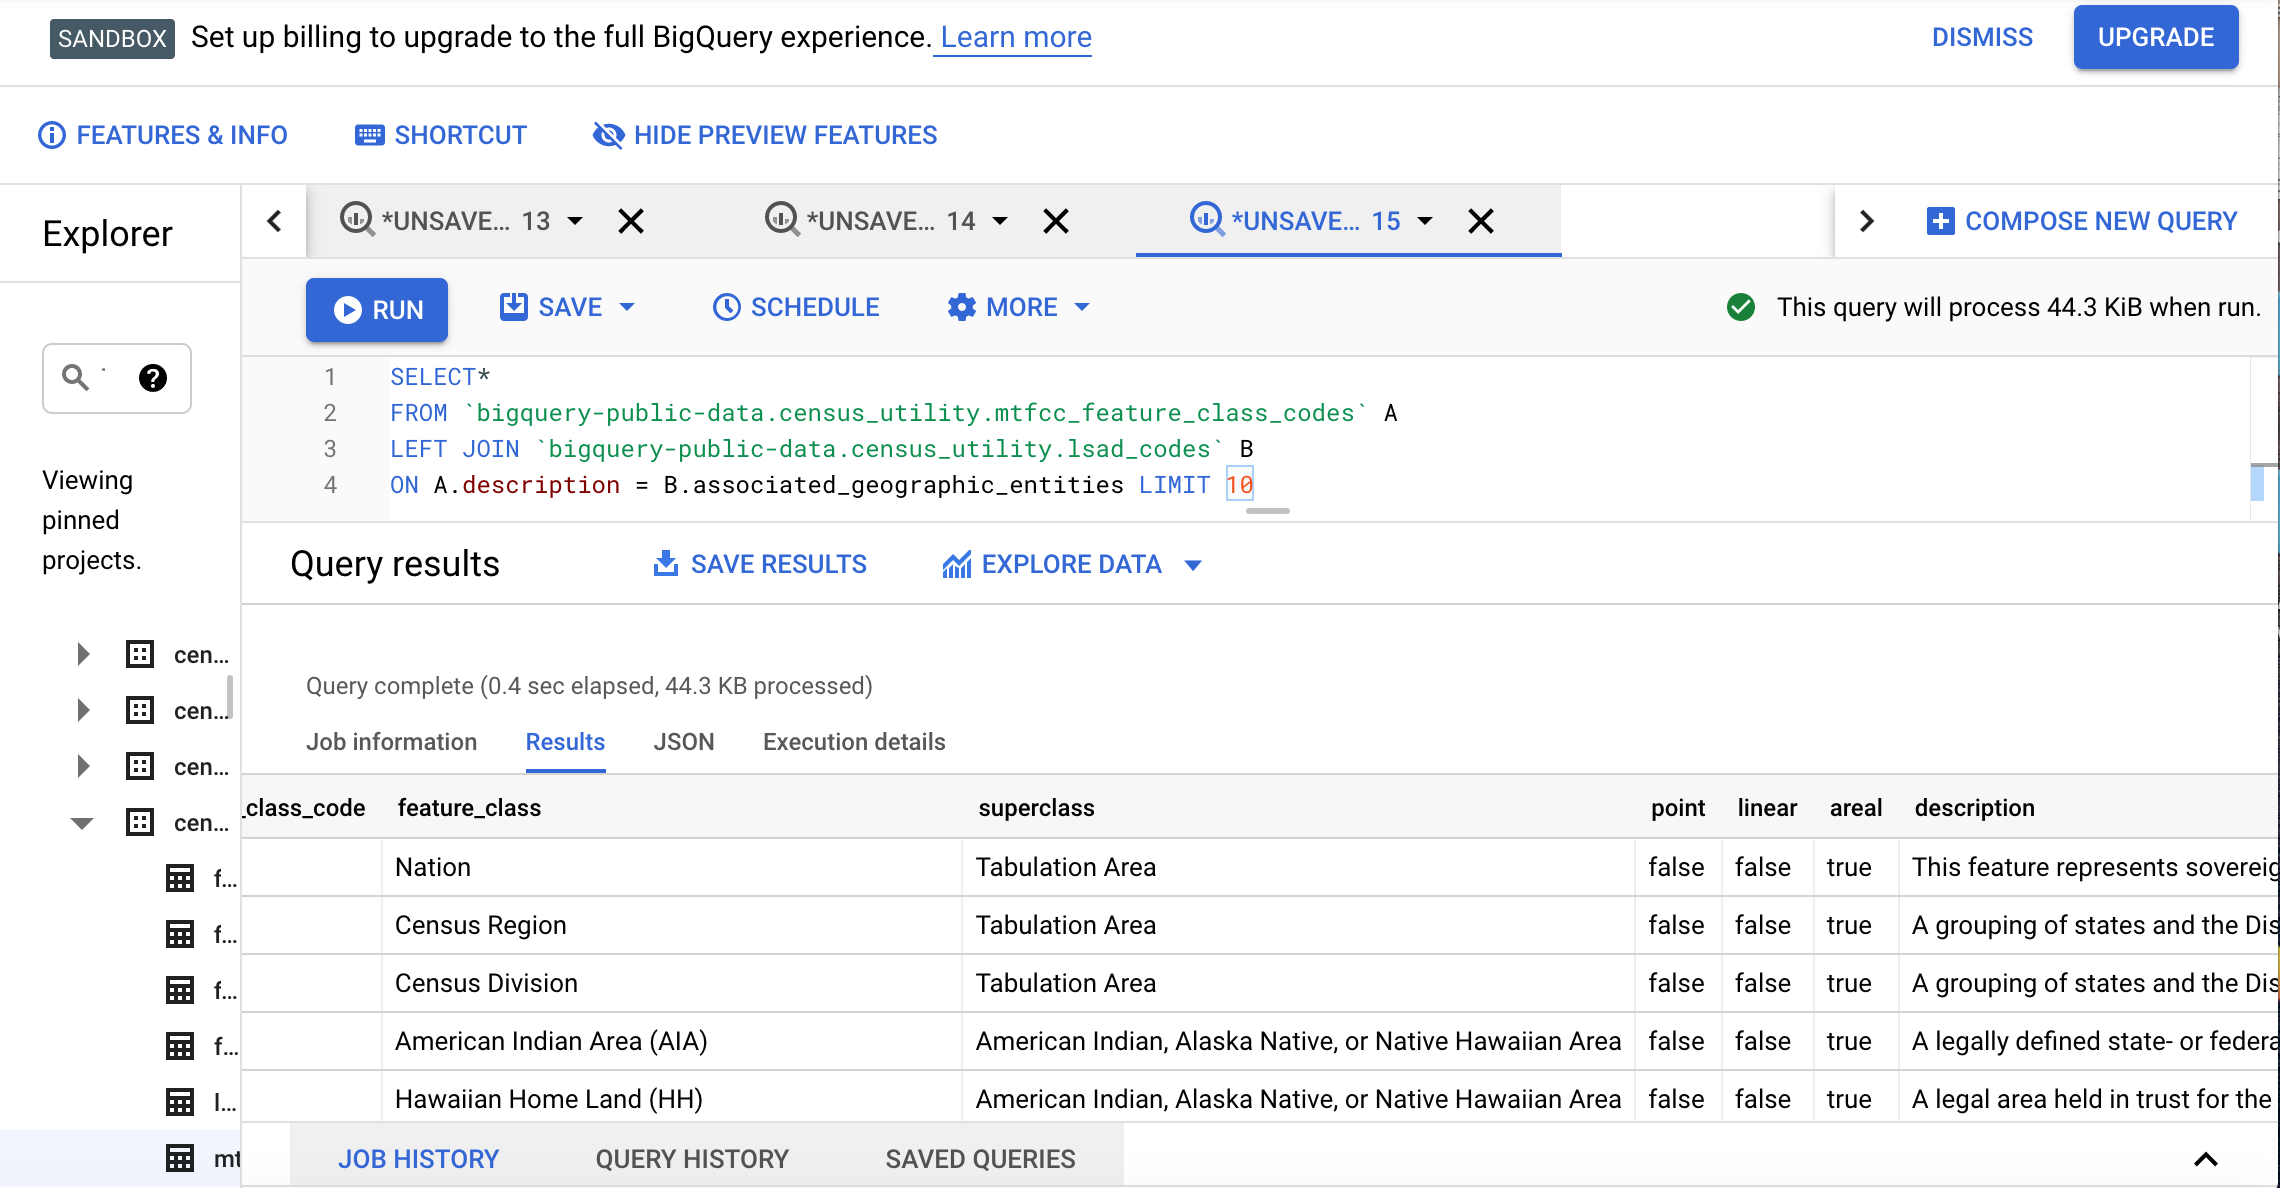 SANDBOX Set up billing to upgrade to the full BigQuery experience. Learn more DISMISS UPGRADE
FEATURES & INFO SHORTCUT HIDE PREVIEW FEATURES
Explorer
*UNSAVE... 13 *UNSAVE... 14 *UNSAVE... 15 COMPOSE NEW QUERY
RUN SAVE SCHEDULE MORE This query will process 44.3 KiB when run.
1 SELECT*
2 FROM `bigquery-public-data.census_utility.mtfcc_feature_class_codes` A
3 LEFT JOIN `bigquery-public-data.census_utility.lsad_codes` B
4 ON A.description = B.associated_geographic_entities LIMIT 10
Viewing
pinned
projects.
cen...
cen...
cen...
cen...
f...
f...
f...
f...
l...
mt
Query results SAVE RESULTS EXPLORE DATA
Query complete (0.4 sec elapsed, 44.3 KB processed)
Job information Results JSON Execution details
_class_code feature_class superclass point linear areal description
Nation Tabulation Area false false true This feature represents sovereig
Census Region Tabulation Area false false true A grouping of states and the Dis
Census Division Tabulation Area false false true A grouping of states and the Dis
American Indian Area (AIA) American Indian, Alaska Native, or Native Hawaiian Area false false true A legally defined state- or federa
Hawaiian Home Land (HH) American Indian, Alaska Native, or Native Hawaiian Area false false true A legal area held in trust for the
JOB HISTORY QUERY HISTORY SAVED QUERIES